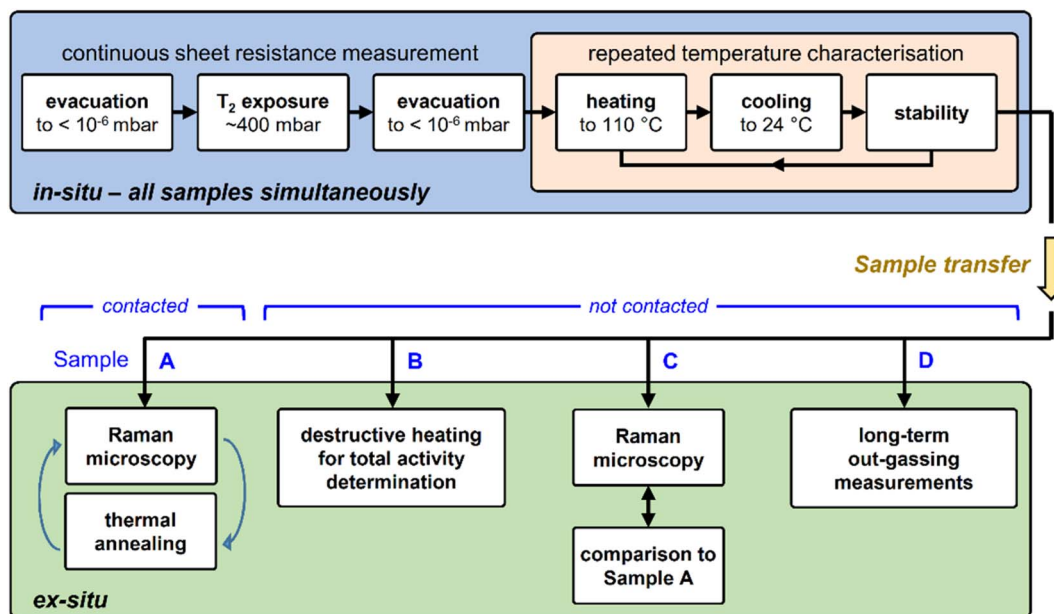 continuous sheet resistance measurement
repeated temperature characterisation
evacuation
to < 10⁻⁶ mbar
T₂ exposure
~400 mbar
evacuation
to < 10⁻⁶ mbar
heating
to 110 °C
cooling
to 24 °C
stability
in-situ – all samples simultaneously
Sample transfer
contacted
not contacted
Sample A
B
C
D
Raman
microscopy
thermal
annealing
destructive heating
for total activity
determination
Raman
microscopy
comparison to
Sample A
long-term
out-gassing
measurements
ex-situ